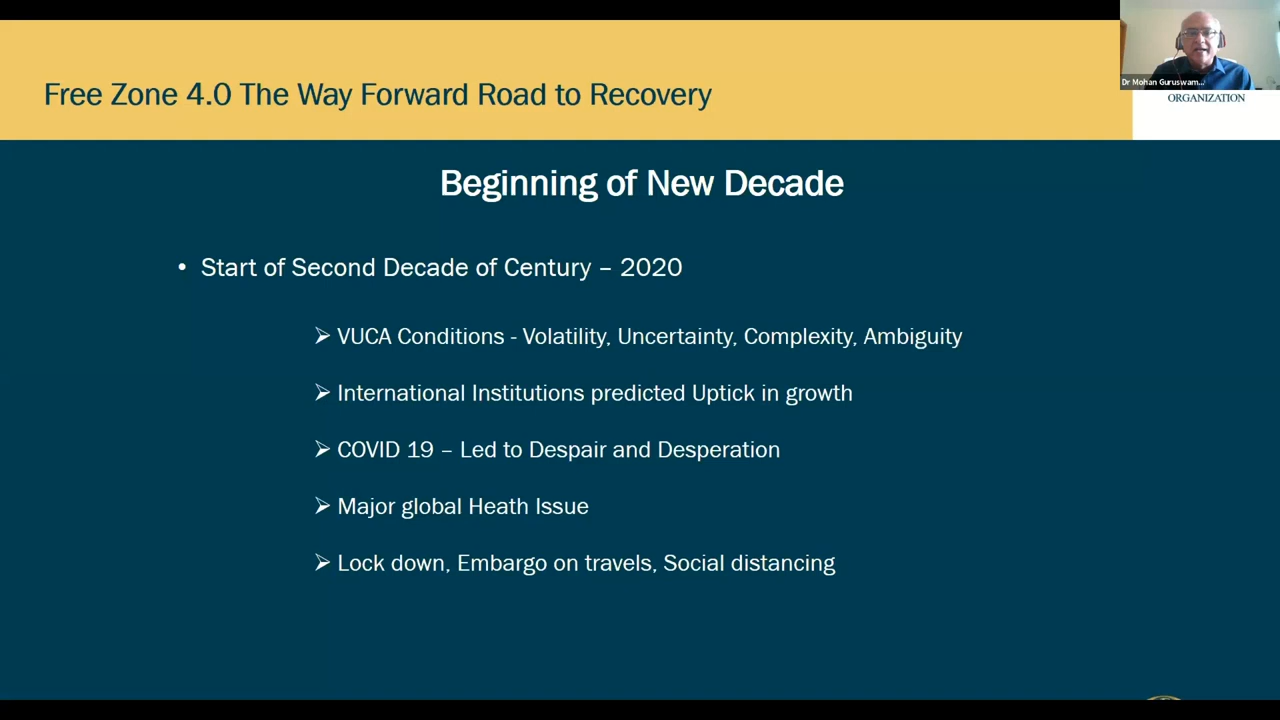 Free Zone 4.0 The Way Forward Road to Recovery
Dr Mohan Guruswam...
ORGANIZATION
Beginning of New Decade
• Start of Second Decade of Century – 2020
➢ VUCA Conditions - Volatility, Uncertainty, Complexity, Ambiguity
➢ International Institutions predicted Uptick in growth
➢ COVID 19 – Led to Despair and Desperation
➢ Major global Heath Issue
➢ Lock down, Embargo on travels, Social distancing